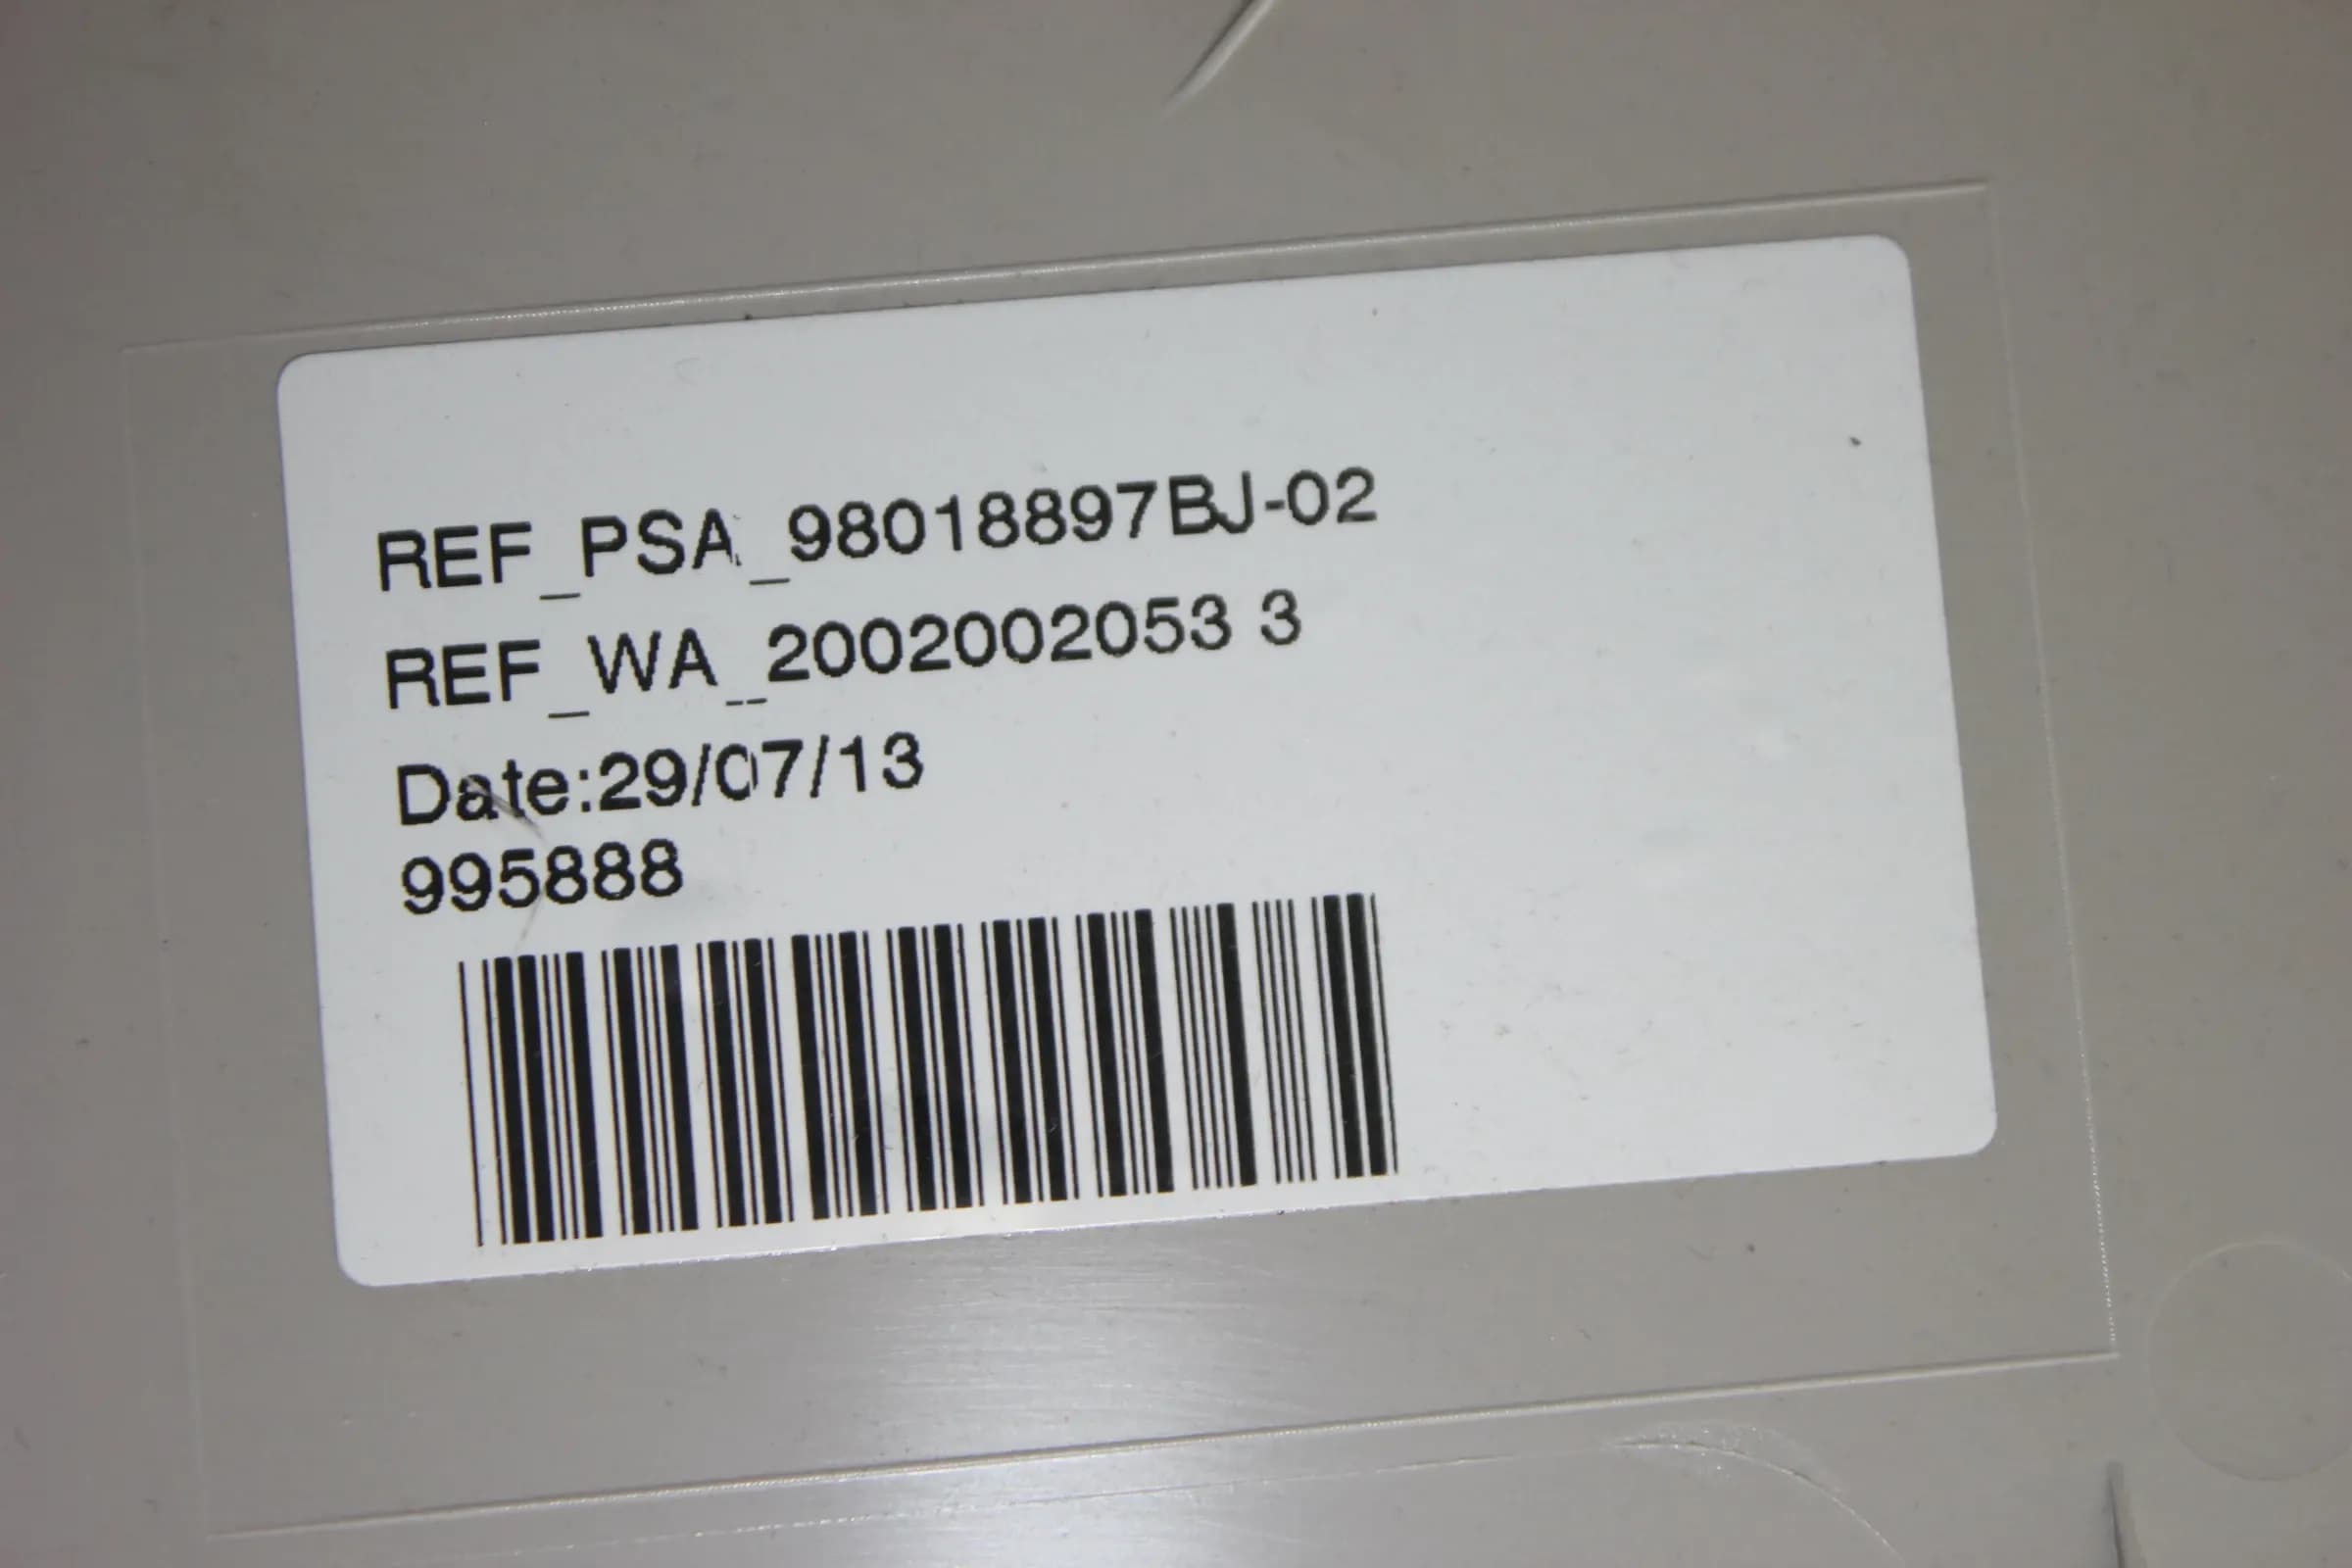 REF_PSA_98018897BJ-02
REF_WA_2002002053 3
Date:29/07/13
995888